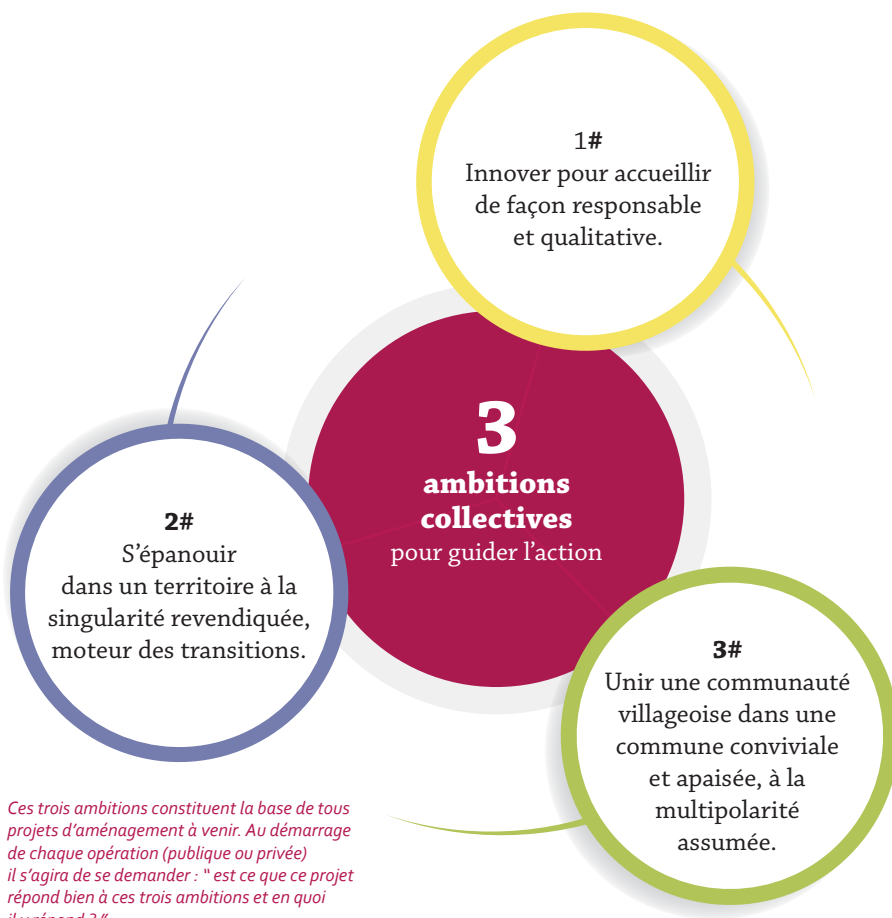 1#
Innover pour accueillir
de façon responsable
et qualitative.
3
ambitions
collectives
pour guider l’action
2#
S’épanouir
dans un territoire à la
singularité revendiquée,
moteur des transitions.
3#
Unir une communauté
villageoise dans une
commune conviviale
et apaisée, à la
multipolarité
assumée.
Ces trois ambitions constituent la base de tous
projets d’aménagement à venir. Au démarrage
de chaque opération (publique ou privée)
il s’agira de se demander : " est ce que ce projet
répond bien à ces trois ambitions et en quoi
il y répond ? "